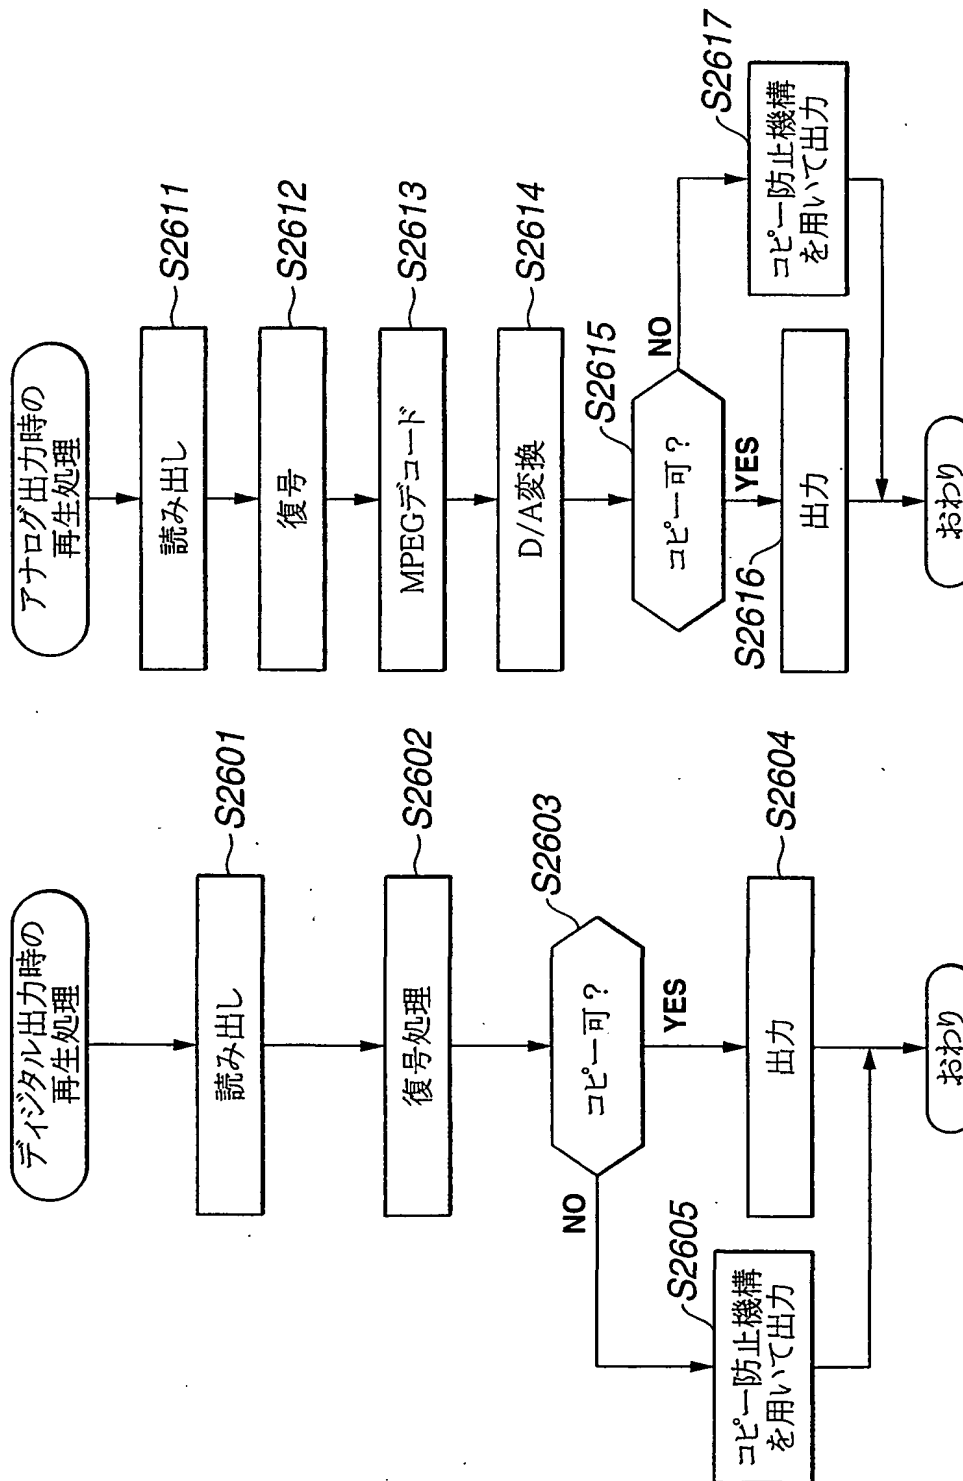 ディジタル出力時の
再生処理
読み出し
S2601
復号処理
S2602
コピー可?
S2603
NO
YES
出力
S2604
コピー防止機構
を用いて出力
S2605
おわり
アナログ出力時の
再生処理
読み出し
S2611
復号
S2612
MPEGデコード
S2613
D/A変換
S2614
コピー可?
S2615
NO
YES
出力
S2616
コピー防止機構
を用いて出力
S2617
おわり